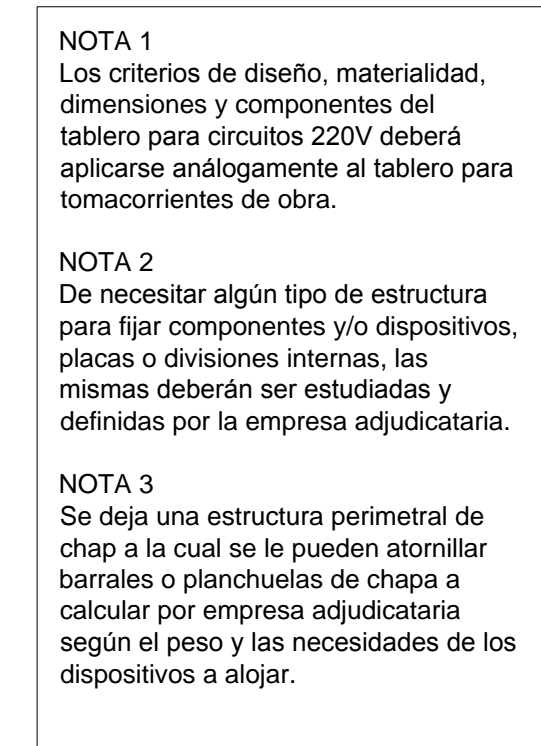 NOTA 1
Los criterios de diseño, materialidad,
dimensiones y componentes del
tablero para circuitos 220V deberá
aplicarse análogamente al tablero para
tomacorrientes de obra.
NOTA 2
De necesitar algún tipo de estructura
para fijar componentes y/o dispositivos,
placas o divisiones internas, las
mismas deberán ser estudiadas y
definidas por la empresa adjudicataria.
NOTA 3
Se deja una estructura perimetral de
chap a la cual se le pueden atornillar
barrales o planchuelas de chapa a
calcular por empresa adjudicataria
según el peso y las necesidades de los
dispositivos a alojar.